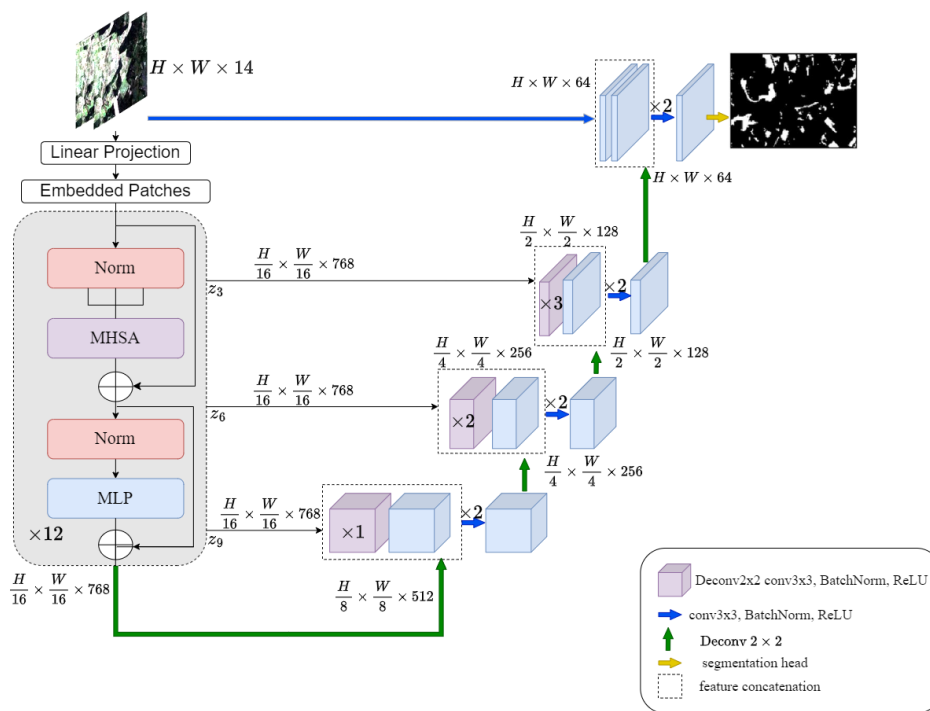 H × W × 14
Linear Projection
Embedded Patches
Norm
MHSA
Norm
MLP
×12
z₃
z₆
z₉
H/16 × W/16 × 768
H/16 × W/16 × 768
H/16 × W/16 × 768
H/16 × W/16 × 768
H/8 × W/8 × 512
×1
×2
H/4 × W/4 × 256
×2
×2
H/4 × W/4 × 256
H/2 × W/2 × 128
×3
×2
H/2 × W/2 × 128
H × W × 64
×2
H × W × 64
Deconv2x2 conv3x3, BatchNorm, ReLU
conv3x3, BatchNorm, ReLU
Deconv 2 × 2
segmentation head
feature concatenation